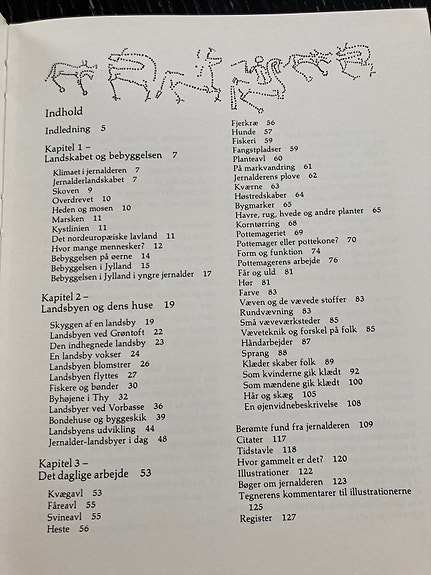 Indhold
Indledning 5
Kapitel 1 –
Landskabet og bebyggelsen 7
Klimaet i jernalderen 7
Jernalderlandskabet 7
Skoven 9
Overdrevet 10
Heden og mosen 10
Marsken 11
Kystlinien 11
Det nordeuropæiske lavland 11
Hvor mange mennesker? 12
Bebyggelsen på øerne 14
Bebyggelsen i Jylland 15
Bebyggelsen i Jylland i yngre jernalder 17
Kapitel 2 –
Landsbyen og dens huse 19
Skyggen af en landsby 19
Landsbyen ved Grøntoft 22
Den indhegnede landsby 23
En landsby vokser 24
Landsbyen blomstrer 26
Landsbyen flyttes 27
Fiskere og bønder 30
Byhøjene i Thy 32
Landsbyer ved Vorbasse 36
Bondehuse og byggeskik 39
Landsbyens udvikling 44
Jernalder-landsbyer i dag 48
Kapitel 3 –
Det daglige arbejde 53
Kvægavl 53
Fåreavl 55
Svineavl 55
Heste 56
Fjerkræ 56
Hunde 57
Fiskeri 59
Fangstpladser 59
Planteavl 60
På markvandring 61
Jernalderens plove 62
Kværne 63
Høstredskaber 64
Bygmarker 65
Havre, rug, hvede og andre planter 65
Korntørring 68
Pottemageriet 69
Pottemager eller pottekone? 70
Form og funktion 74
Pottemagerens arbejde 76
Får og uld 81
Hør 81
Farve 83
Væven og de vævede stoffer 83
Rundvævning 83
Små væveværksteder 85
Væveteknik og forskel på folk 85
Håndarbejder 87
Sprang 88
Klæder skaber folk 89
Som kvinderne gik klædt 92
Som mændene gik klædt 100
Hår og skæg 105
En øjenvidnebeskrivelse 108
Berømte fund fra jernalderen 109
Citater 117
Tidstavle 118
Hvor gammelt er det? 120
Illustrationer 122
Bøger om jernalderen 123
Tegnerens kommentarer til illustrationerne
125
Register 127